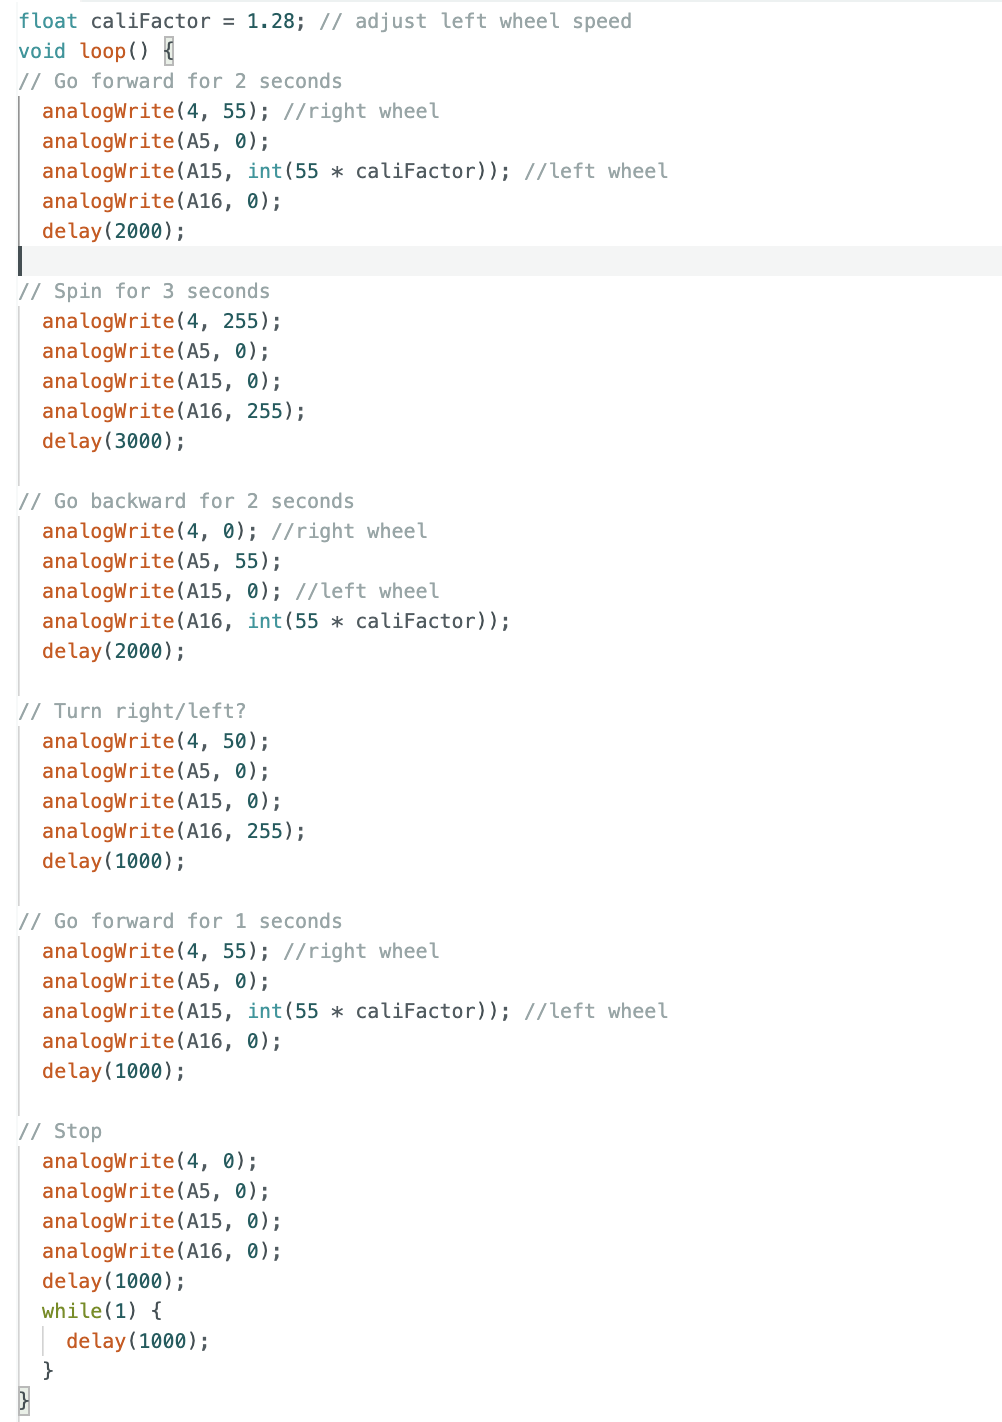 float caliFactor = 1.28; // adjust left wheel speed
void loop() {
// Go forward for 2 seconds
  analogWrite(4, 55); //right wheel
  analogWrite(A5, 0);
  analogWrite(A15, int(55 * caliFactor)); //left wheel
  analogWrite(A16, 0);
  delay(2000);

// Spin for 3 seconds
  analogWrite(4, 255);
  analogWrite(A5, 0);
  analogWrite(A15, 0);
  analogWrite(A16, 255);
  delay(3000);

// Go backward for 2 seconds
  analogWrite(4, 0); //right wheel
  analogWrite(A5, 55);
  analogWrite(A15, 0); //left wheel
  analogWrite(A16, int(55 * caliFactor));
  delay(2000);

// Turn right/left?
  analogWrite(4, 50);
  analogWrite(A5, 0);
  analogWrite(A15, 0);
  analogWrite(A16, 255);
  delay(1000);

// Go forward for 1 seconds
  analogWrite(4, 55); //right wheel
  analogWrite(A5, 0);
  analogWrite(A15, int(55 * caliFactor)); //left wheel
  analogWrite(A16, 0);
  delay(1000);

// Stop
  analogWrite(4, 0);
  analogWrite(A5, 0);
  analogWrite(A15, 0);
  analogWrite(A16, 0);
  delay(1000);
  while(1) {
    delay(1000);
  }
}